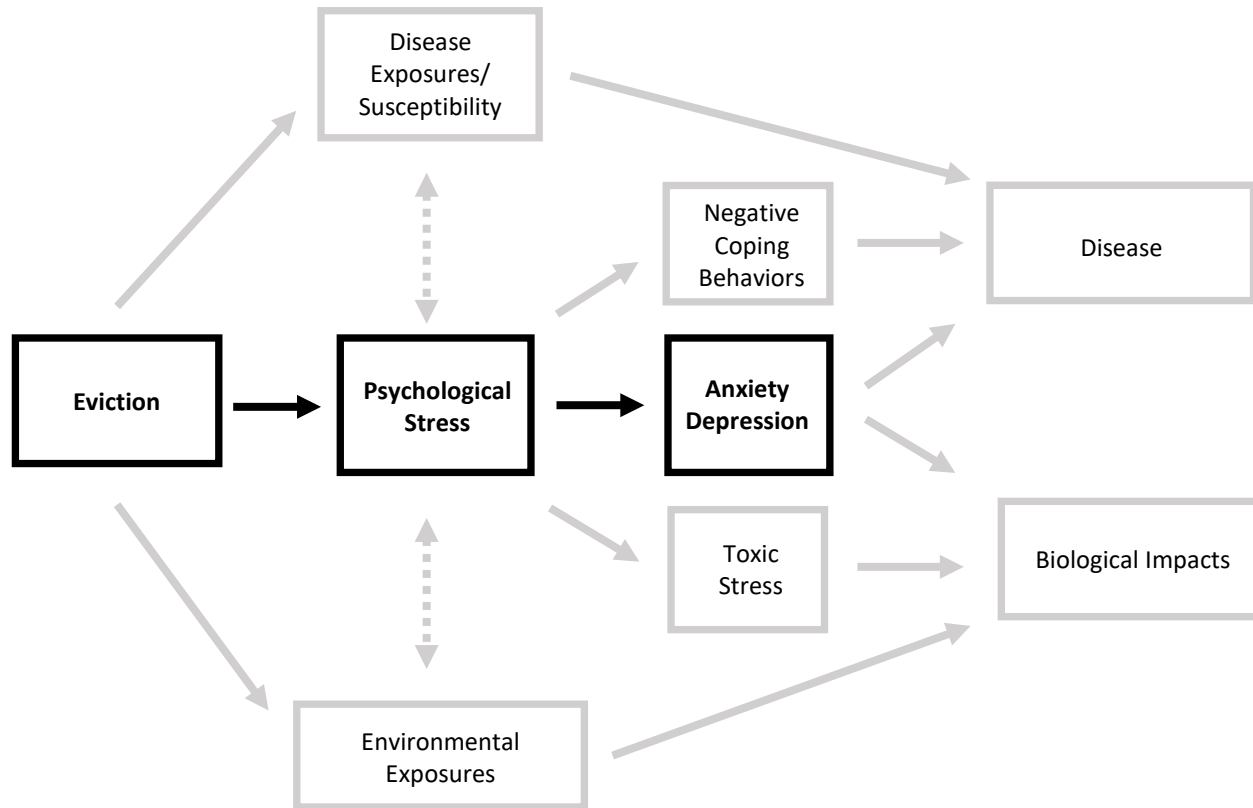 Disease
Exposures/
Susceptibility
Negative
Coping
Behaviors
Disease
Eviction
Psychological
Stress
Anxiety
Depression
Toxic
Stress
Biological Impacts
Environmental
Exposures